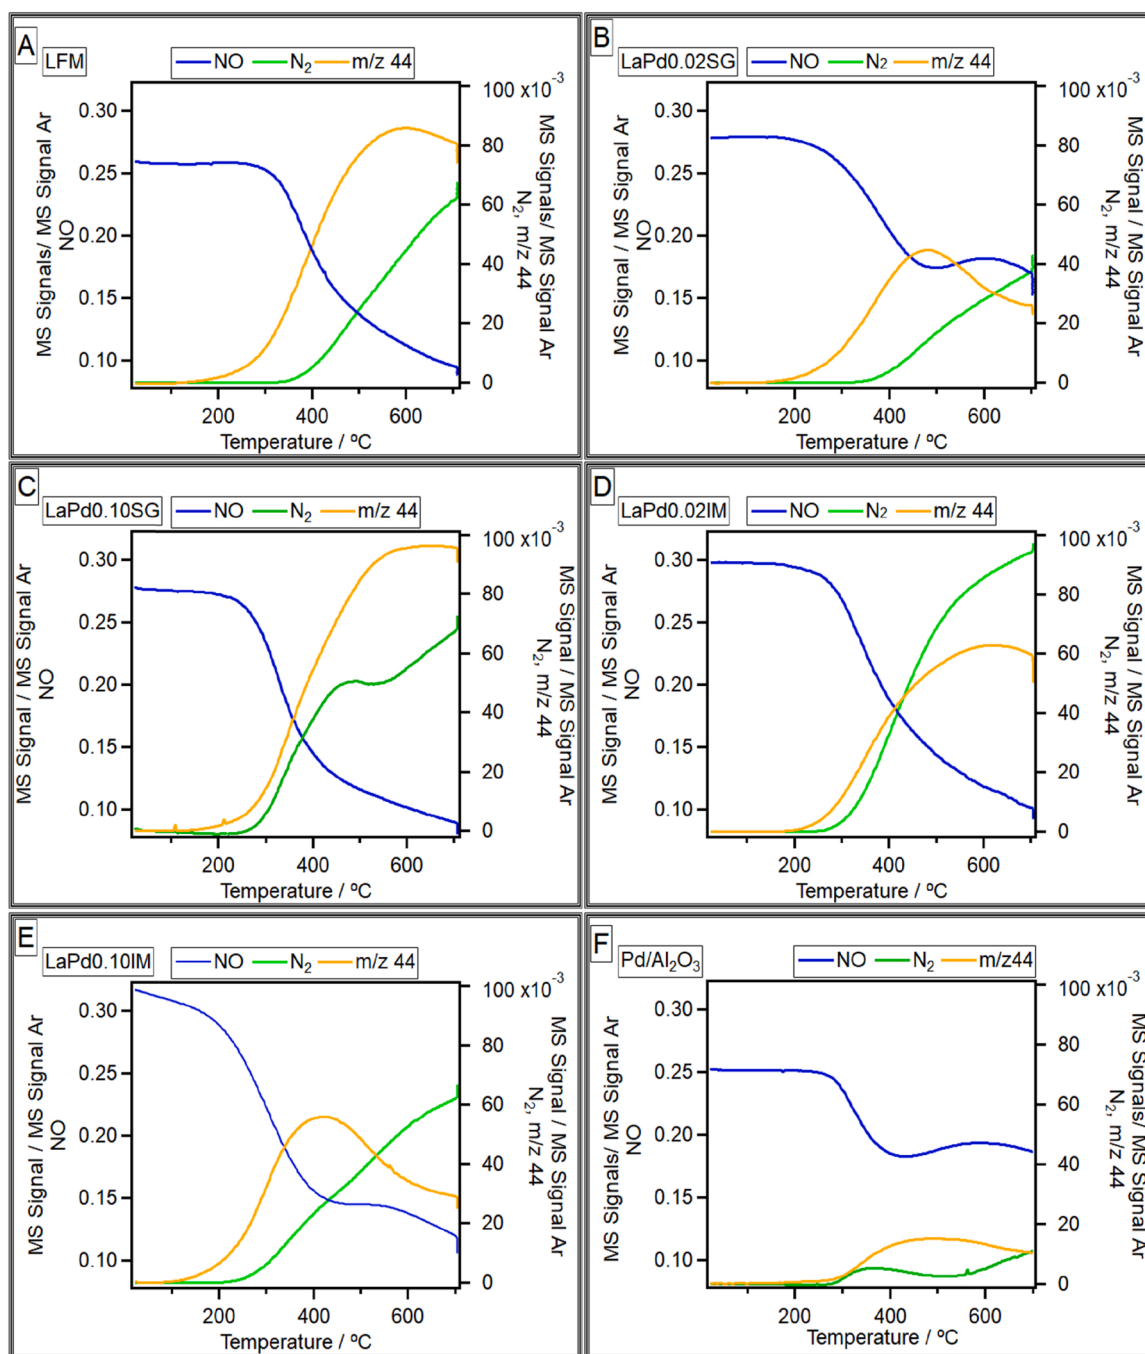 A
LFM
NO N₂ m/z 44
MS Signals/ MS Signal Ar
NO
0.30
0.25
0.20
0.15
0.10
100 x10⁻³
80
60
40
20
0
MS Signals/ MS Signal Ar
N₂, m/z 44
200 400 600
Temperature / ºC
B
LaPd0.02SG
NO N₂ m/z 44
MS Signal / MS Signal Ar
NO
0.30
0.25
0.20
0.15
0.10
100 x10⁻³
80
60
40
20
0
MS Signal / MS Signal Ar
N₂, m/z 44
200 400 600
Temperature / ºC
C
LaPd0.10SG
NO N₂ m/z 44
MS Signal / MS Signal Ar
NO
0.30
0.25
0.20
0.15
0.10
100 x10⁻³
80
60
40
20
0
MS Signal / MS Signal Ar
N₂, m/z 44
200 400 600
Temperature / ºC
D
LaPd0.02IM
NO N₂ m/z 44
MS Signal / MS Signal Ar
NO
0.30
0.25
0.20
0.15
0.10
100 x10⁻³
80
60
40
20
0
MS Signal / MS Signal Ar
N₂, m/z 44
200 400 600
Temperature / ºC
E
LaPd0.10IM
NO N₂ m/z 44
MS Signal / MS Signal Ar
NO
0.30
0.25
0.20
0.15
0.10
100 x10⁻³
80
60
40
20
0
MS Signal / MS Signal Ar
N₂, m/z 44
200 400 600
Temperature / ºC
F
Pd/Al₂O₃
NO N₂ m/z44
MS Signals/ MS Signal Ar
NO
0.30
0.25
0.20
0.15
0.10
100 x10⁻³
80
60
40
20
0
MS Signals/ MS Signal Ar
N₂, m/z 44
200 400 600
Temperature / ºC